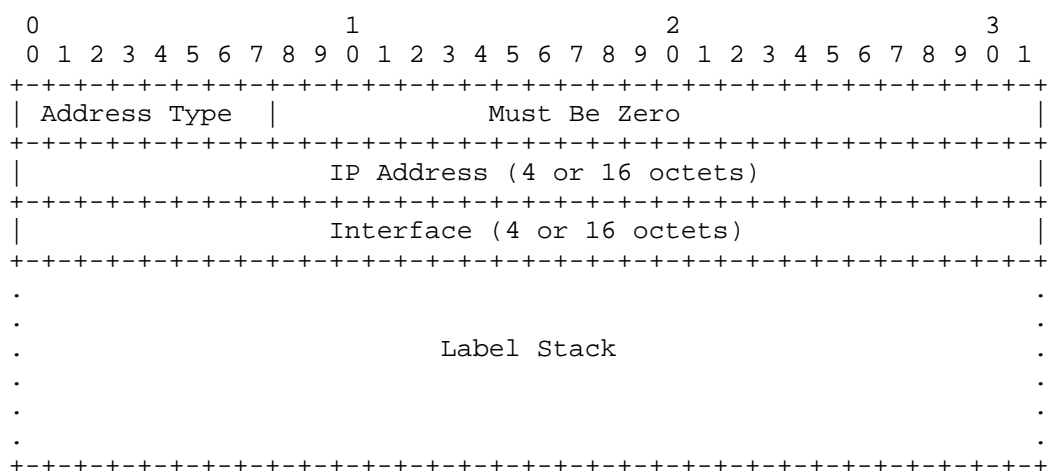 0                   1                   2                   3
 0 1 2 3 4 5 6 7 8 9 0 1 2 3 4 5 6 7 8 9 0 1 2 3 4 5 6 7 8 9 0 1
+-+-+-+-+-+-+-+-+-+-+-+-+-+-+-+-+-+-+-+-+-+-+-+-+-+-+-+-+-+-+-+-+
| Address Type  |             Must Be Zero                      |
+-+-+-+-+-+-+-+-+-+-+-+-+-+-+-+-+-+-+-+-+-+-+-+-+-+-+-+-+-+-+-+-+
|                   IP Address (4 or 16 octets)                 |
+-+-+-+-+-+-+-+-+-+-+-+-+-+-+-+-+-+-+-+-+-+-+-+-+-+-+-+-+-+-+-+-+
|                   Interface (4 or 16 octets)                  |
+-+-+-+-+-+-+-+-+-+-+-+-+-+-+-+-+-+-+-+-+-+-+-+-+-+-+-+-+-+-+-+-+
.                                                               .
.                                                               .
.                          Label Stack                          .
.                                                               .
.                                                               .
.                                                               .
+-+-+-+-+-+-+-+-+-+-+-+-+-+-+-+-+-+-+-+-+-+-+-+-+-+-+-+-+-+-+-+-+